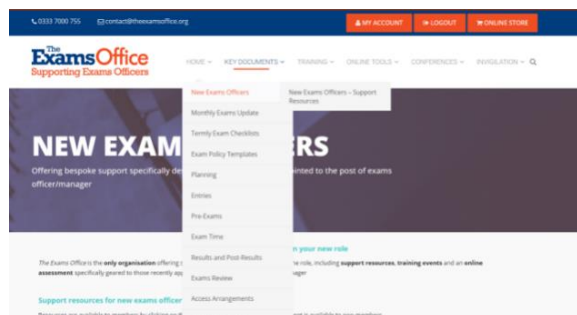 0333 7000 755 contact@theexamsoffice.org MY ACCOUNT LOGOUT ONLINE STORE
The
ExamsOffice
Supporting Exams Officers
HOME KEY DOCUMENTS TRAINING ONLINE TOOLS CONFERENCES INVIGILATION
New Exams Officers
New Exams Officers – Support
Resources
Monthly Exams Update
Termly Exam Checklists
Exam Policy Templates
Planning
Entries
Pre-Exams
Exam Time
Results and Post-Results
Exams Review
Access Arrangements
NEW EXAM RS
Offering bespoke support specifically de inted to the post of exams
officer/manager
n your new role
The Exams Office is the only organisation offering he role, including support resources, training events and an online
assessment specifically geared to those recently app ager
Support resources for new exams officer